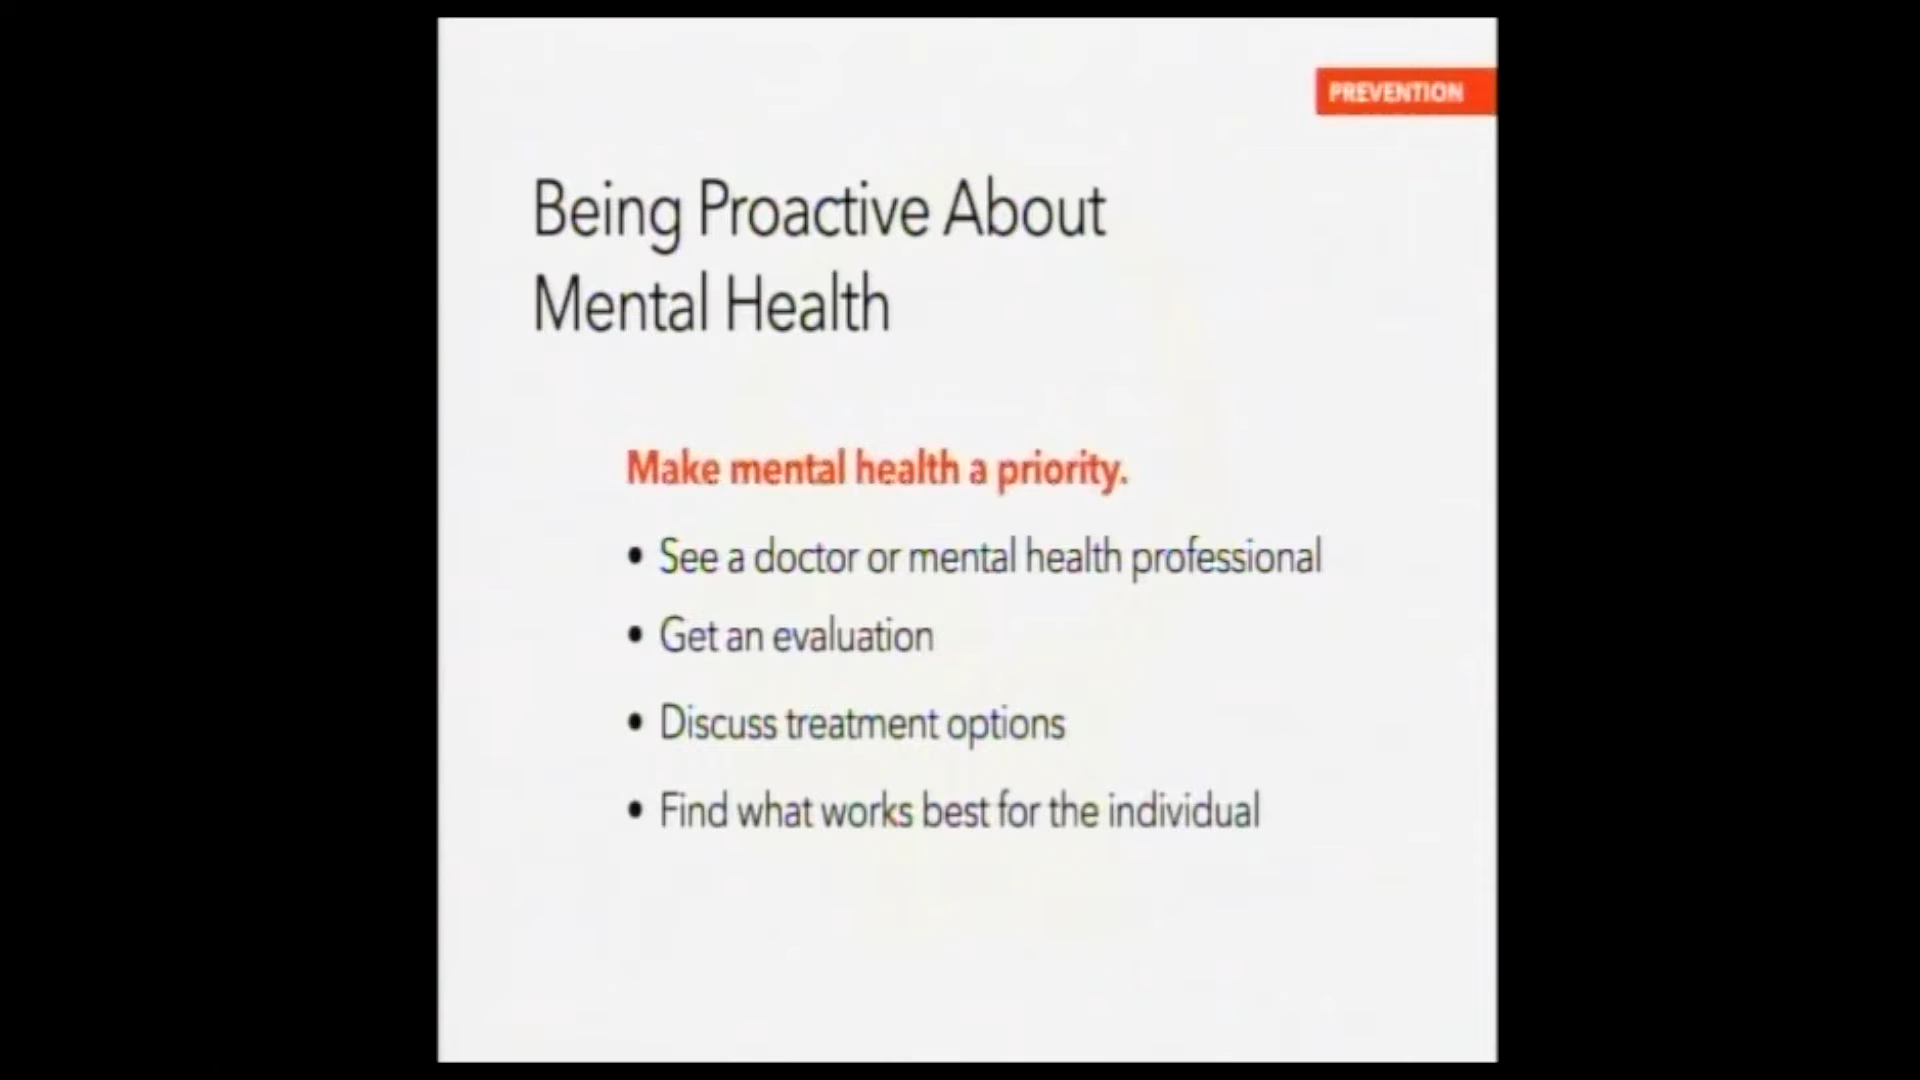 PREVENTION
Being Proactive About
Mental Health
Make mental health a priority.
• See a doctor or mental health professional
• Get an evaluation
• Discuss treatment options
• Find what works best for the individual